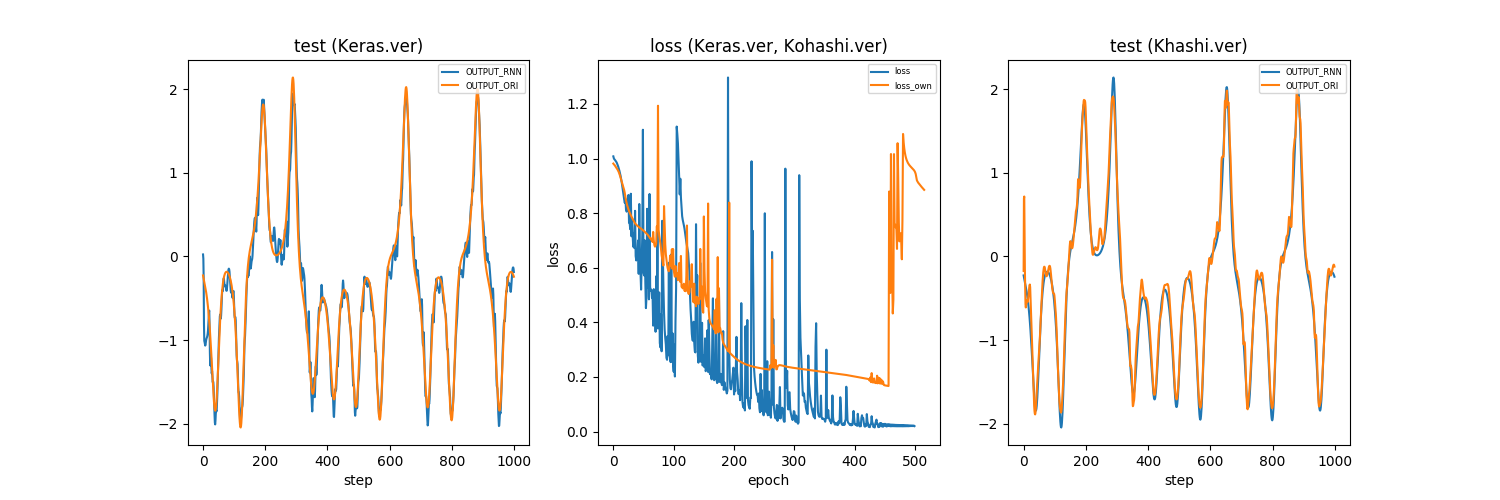 test (Keras.ver)
OUTPUT_RNN
OUTPUT_ORI
2
1
0
−1
−2
0 200 400 600 800 1000
step
loss (Keras.ver, Kohashi.ver)
loss
loss_own
loss
1.2
1.0
0.8
0.6
0.4
0.2
0.0
0 100 200 300 400 500
epoch
test (Khashi.ver)
OUTPUT_RNN
OUTPUT_ORI
2
1
0
−1
−2
0 200 400 600 800 1000
step